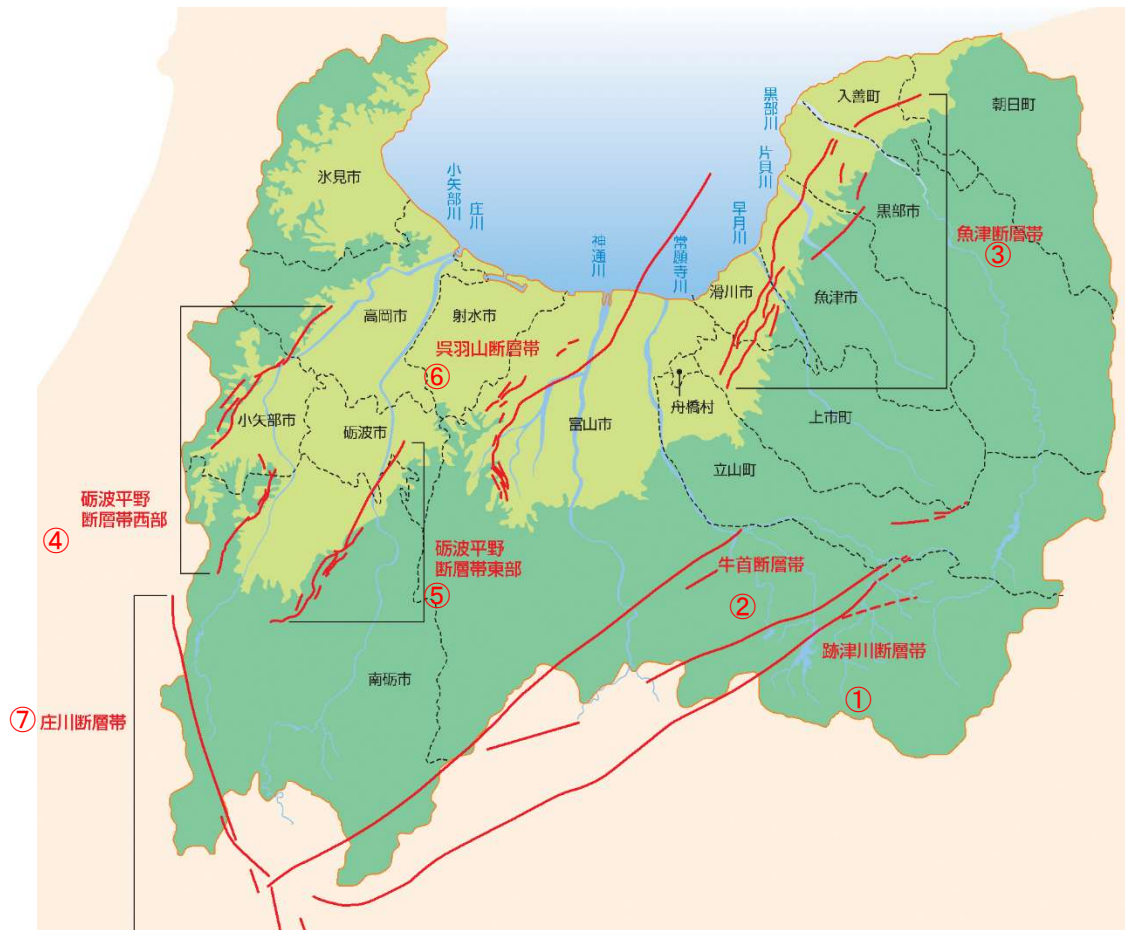 入善町
朝日町
黒部川
片貝川
早月川
小矢部川
庄川
神通川
常願寺川
氷見市
黒部市
魚津断層帯
③
高岡市
射水市
滑川市
魚津市
呉羽山断層帯
⑥
舟橋村
小矢部市
砺波市
富山市
上市町
立山町
砺波平野
断層帯西部
④
砺波平野
断層帯東部
⑤
牛首断層帯
②
跡津川断層帯
①
南砺市
⑦庄川断層帯